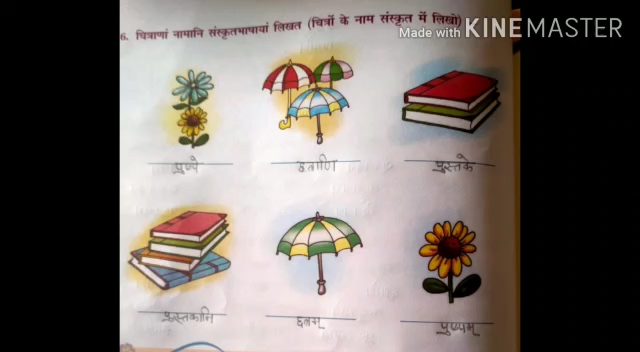 Made with KINEMASTER
6. चित्राणां नामानि संस्कृतभाषायां लिखत (चित्रों के नाम संस्कृत में लिखो)
पुष्पे छत्राणि पुस्तके
पुस्तकानि छत्रम् पुष्पम्